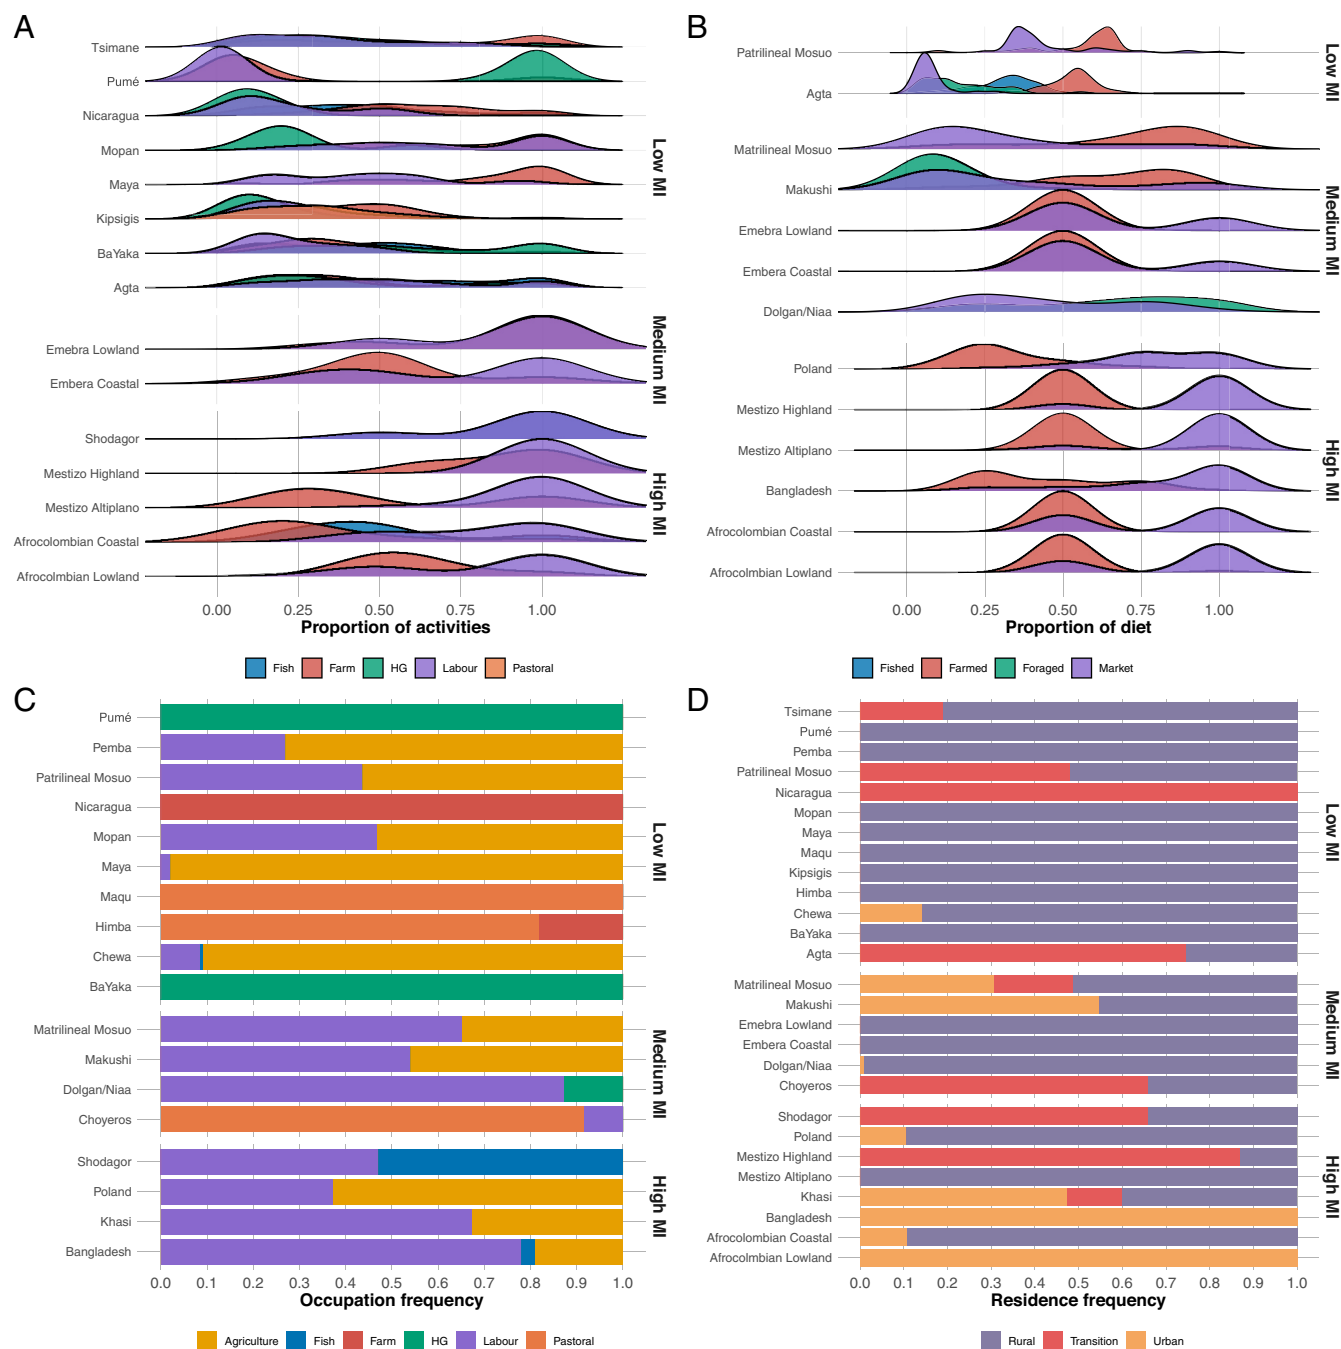 A
Tsimane
Pumé
Nicaragua
Mopan
Maya
Kipsigis
BaYaka
Agta
Low MI
Emebra Lowland
Embera Coastal
Medium MI
Shodagor
Mestizo Highland
Mestizo Altiplano
Afrocolombian Coastal
Afrocolmbian Lowland
High MI
0.00 0.25 0.50 0.75 1.00
Proportion of activities
Fish Farm HG Labour Pastoral
B
Patrilineal Mosuo
Agta
Low MI
Matrilineal Mosuo
Makushi
Emebra Lowland
Embera Coastal
Dolgan/Niaa
Medium MI
Poland
Mestizo Highland
Mestizo Altiplano
Bangladesh
Afrocolombian Coastal
Afrocolmbian Lowland
High MI
0.00 0.25 0.50 0.75 1.00
Proportion of diet
Fished Farmed Foraged Market
C
Pumé
Pemba
Patrilineal Mosuo
Nicaragua
Mopan
Maya
Maqu
Himba
Chewa
BaYaka
Low MI
Matrilineal Mosuo
Makushi
Dolgan/Niaa
Choyeros
Medium MI
Shodagor
Poland
Khasi
Bangladesh
High MI
0.0 0.1 0.2 0.3 0.4 0.5 0.6 0.7 0.8 0.9 1.0
Occupation frequency
Agriculture Fish Farm HG Labour Pastoral
D
Tsimane
Pumé
Pemba
Patrilineal Mosuo
Nicaragua
Mopan
Maya
Maqu
Kipsigis
Himba
Chewa
BaYaka
Agta
Low MI
Matrilineal Mosuo
Makushi
Emebra Lowland
Embera Coastal
Dolgan/Niaa
Choyeros
Medium MI
Shodagor
Poland
Mestizo Highland
Mestizo Altiplano
Khasi
Bangladesh
Afrocolombian Coastal
Afrocolmbian Lowland
High MI
0.0 0.1 0.2 0.3 0.4 0.5 0.6 0.7 0.8 0.9 1.0
Residence frequency
Rural Transition Urban